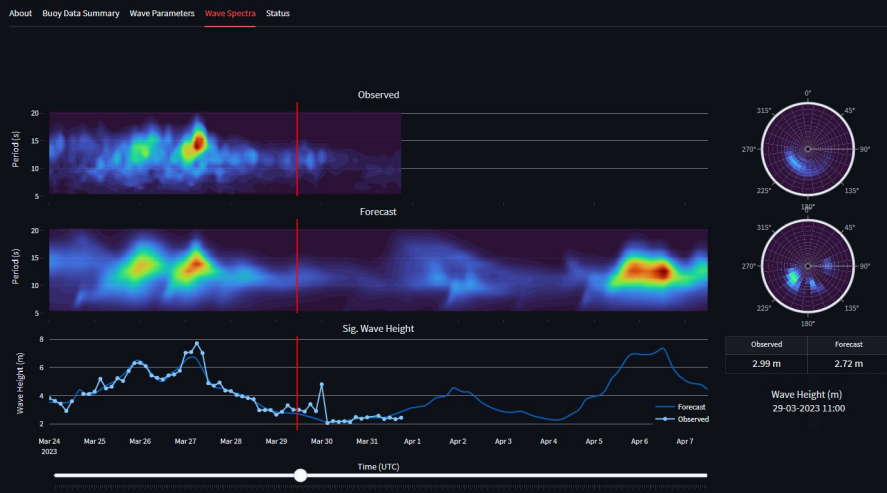 About Buoy Data Summary Wave Parameters Wave Spectra Status
Observed
Period (s)
20
15
10
5
0°
45°
90°
135°
180°
225°
270°
315°
Forecast
Period (s)
20
15
10
5
0°
45°
90°
135°
180°
225°
270°
315°
Sig. Wave Height
Wave Height (m)
8
6
4
2
Forecast
Observed
Mar 24 Mar 25 Mar 26 Mar 27 Mar 28 Mar 29 Mar 30 Mar 31 Apr 1 Apr 2 Apr 3 Apr 4 Apr 5 Apr 6 Apr 7
2023
Time (UTC)
Observed Forecast
2.99 m 2.72 m
Wave Height (m)
29-03-2023 11:00